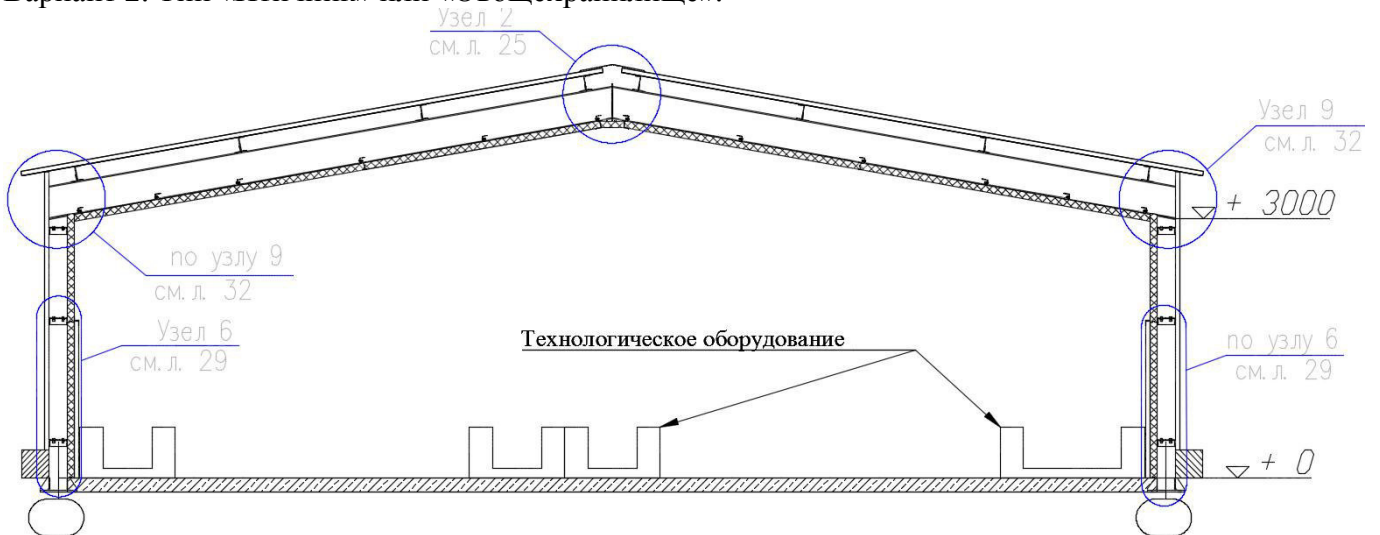 Узел 2
см. л. 25
Узел 9
см. л. 32
+ 3000
по узлу 9
см. л. 32
Узел 6
см. л. 29
Технологическое оборудование
по узлу 6
см. л. 29
+ 0